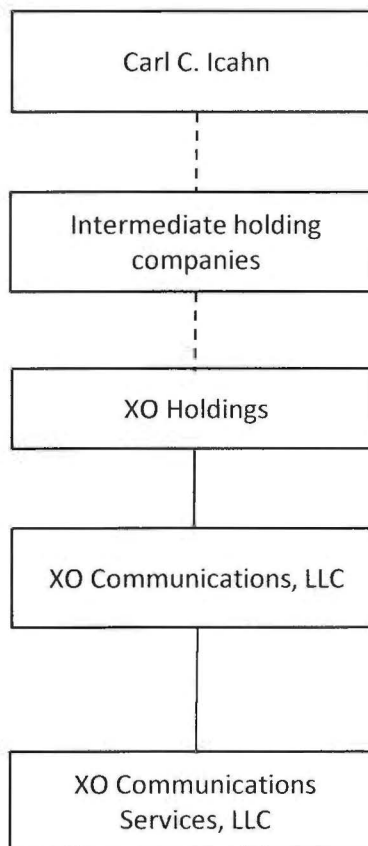 Carl C. Icahn
Intermediate holding
companies
XO Holdings
XO Communications, LLC
XO Communications
Services, LLC